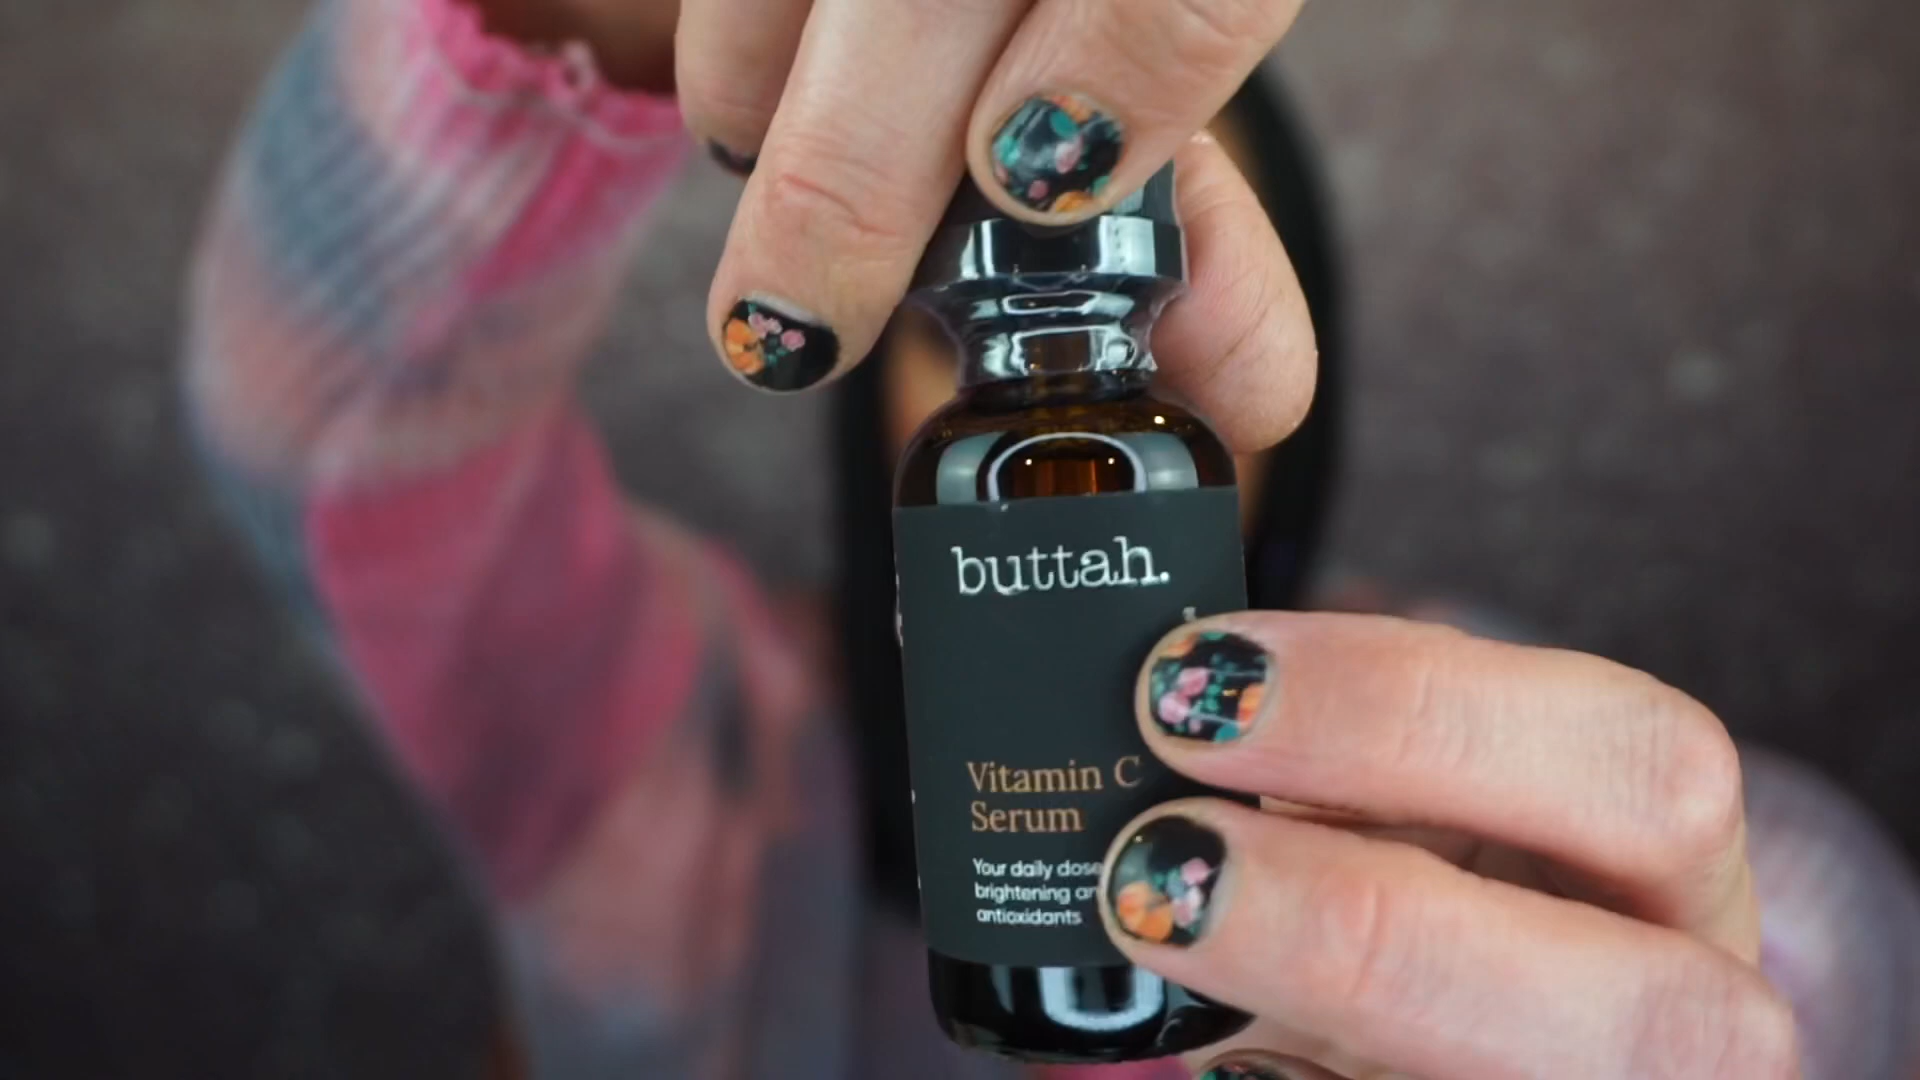 buttah.
Vitamin C
Serum
Your daily dose
brightening an
antioxidants